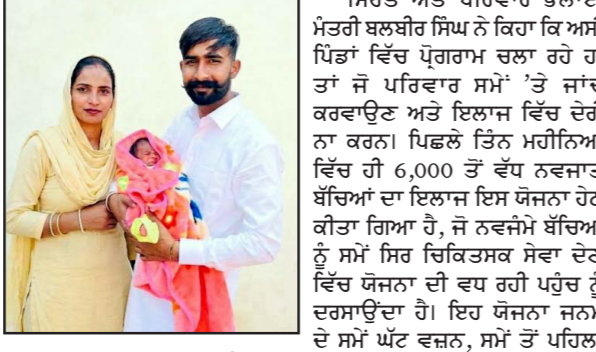 ਮੰਤਰੀ ਬਲਬੀਰ ਸਿੰਘ ਨੇ ਕਿਹਾ ਕਿ ਅਸੀਂ
ਪਿੰਡਾਂ ਵਿੱਚ ਪ੍ਰੋਗਰਾਮ ਚਲਾ ਰਹੇ
ਤਾਂ ਜੋ ਪਰਿਵਾਰ ਸਮੇਂ ’ਤੇ ਜਾਂਚ
ਕਰਵਾਉਣ ਅਤੇ ਇਲਾਜ ਵਿੱਚ ਦੇਰੀ
ਨਾ ਕਰਨ। ਪਿਛਲੇ ਤਿੰਨ ਮਹੀਨਿਆਂ
ਵਿੱਚ ਹੀ 6,000 ਤੋਂ ਵੱਧ ਨਵਜਾਤ
ਬੱਚਿਆਂ ਦਾ ਇਲਾਜ ਇਸ ਯੋਜਨਾ ਹੇਠ
ਕੀਤਾ ਗਿਆ ਹੈ, ਜੋ ਨਵਜੰਮੇ ਬੱਚਿਆਂ
ਨੂੰ ਸਮੇਂ ਸਿਰ ਚਿਕਿਤਸਕ ਸੇਵਾ ਦੇਣ
ਵਿੱਚ ਯੋਜਨਾ ਦੀ ਵਧ ਰਹੀ ਪਹੁੰਚ ਨੂੰ
ਦਰਸਾਉਂਦਾ ਹੈ। ਇਹ ਯੋਜਨਾ ਜਨਮ
ਦੇ ਸਮੇਂ ਘੱਟ ਵਜ਼ਨ, ਸਮੇਂ ਤੋਂ ਪਹਿਲਾਂ